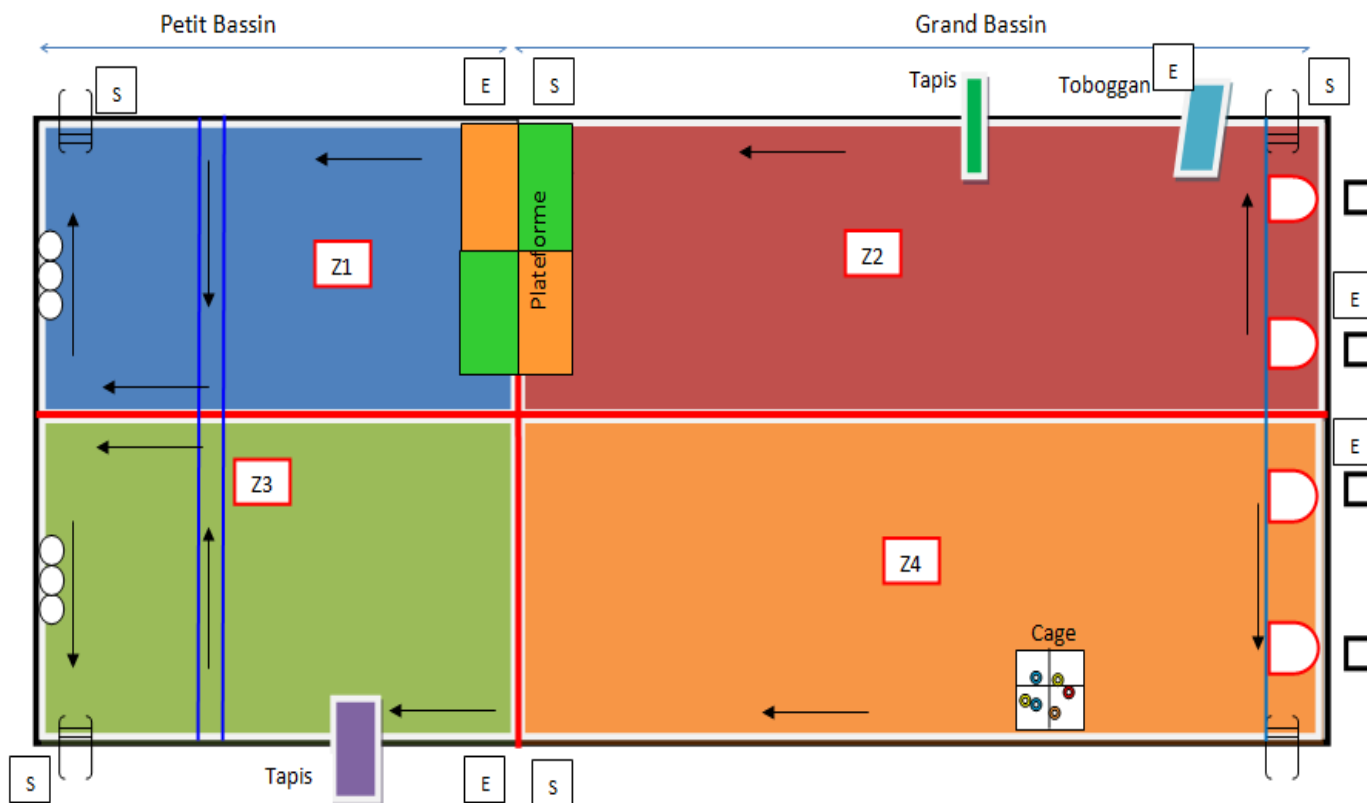 Petit Bassin
Grand Bassin
S
E
S
Tapis
Toboggan
E
S
Plateforme
Z1
Z2
E
E
Z3
Z4
Cage
Tapis
S
E
S